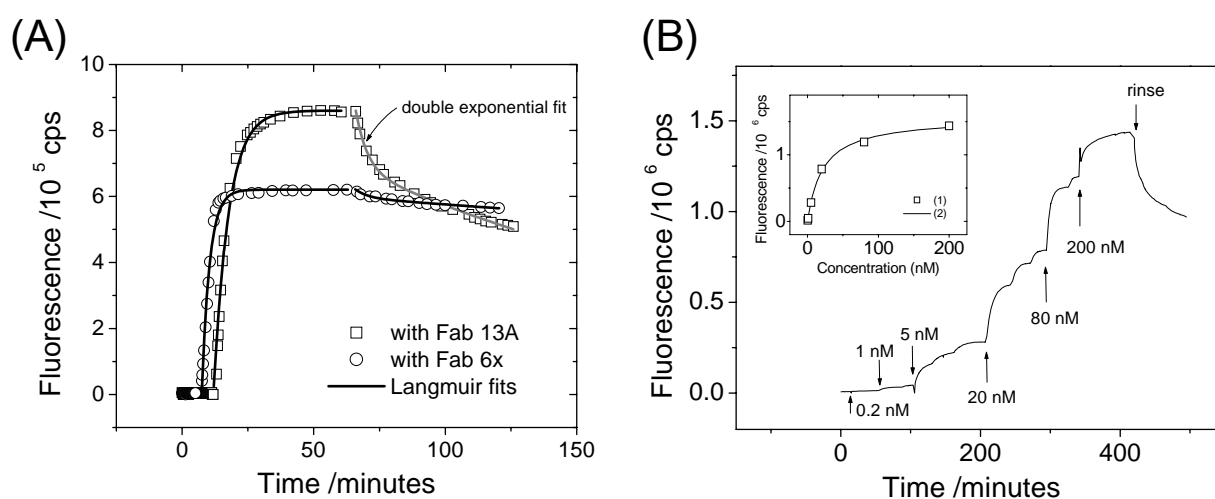 (A)
10
8
6
4
2
0
0
50
100
150
Fluorescence /10 5 cps
Time /minutes
double exponential fit
with Fab 13A
with Fab 6x
Langmuir fits
(B)
1.5
1.0
0.5
0.0
0
200
400
Fluorescence /10 6 cps
Time /minutes
rinse
200 nM
80 nM
20 nM
5 nM
1 nM
0.2 nM
Fluorescence /10 6 cps
1
0
0
100
200
Concentration (nM)
(1)
(2)